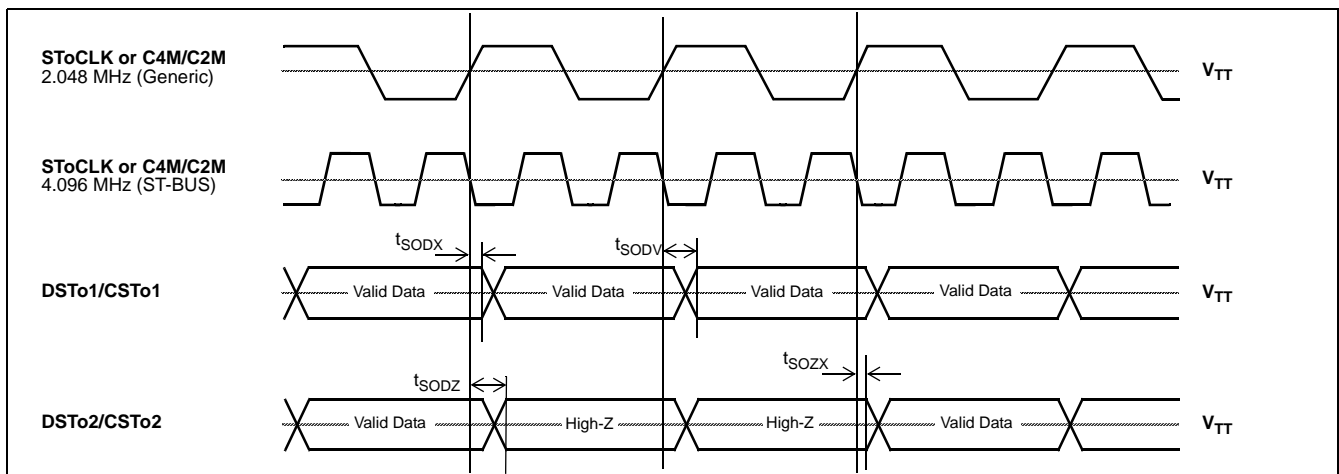 SToCLK or C4M/C2M
2.048 MHz (Generic)
VTT
SToCLK or C4M/C2M
4.096 MHz (ST-BUS)
VTT
tSODX
tSODV
DSTo1/CSTo1
Valid Data
Valid Data
Valid Data
Valid Data
VTT
tSODZ
tSOZX
DSTo2/CSTo2
Valid Data
High-Z
High-Z
Valid Data
VTT